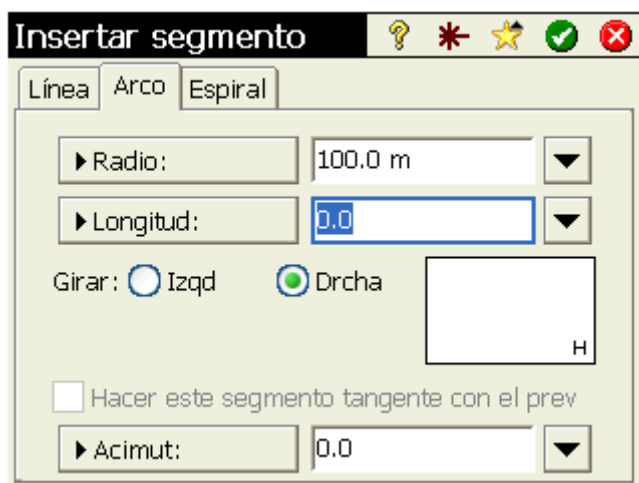 Insertar segmento
Línea Arco Espiral
Radio: 100.0 m
Longitud: 0.0
Girar: Izqd Drcha
H
Hacer este segmento tangente con el prev
Acimut: 0.0